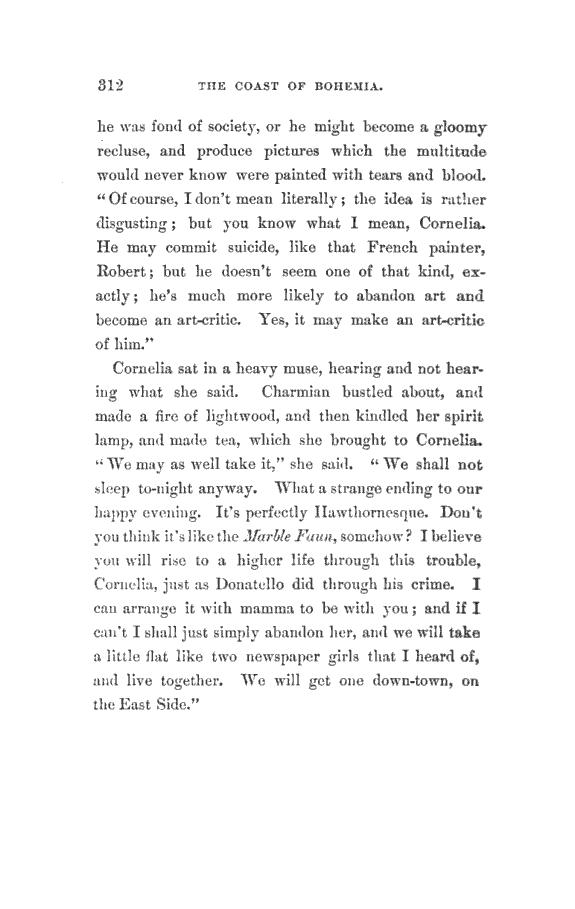 312 THE COAST OF BOHEMIA.
he was fond of society, or he might become a gloomy
recluse, and produce pictures which the multitude
would never know were painted with tears and blood.
“Of course, I don't mean literally; the idea is rather
disgusting; but you know what I mean, Cornelia.
He may commit suicide, like that French painter,
Robert; but he doesn't seem one of that kind, ex-
actly; he's much more likely to abandon art and
become an art-critic. Yes, it may make an art-critic
of him.”
Cornelia sat in a heavy muse, hearing and not hear-
ing what she said. Charmian bustled about, and
made a fire of lightwood, and then kindled her spirit
lamp, and made tea, which she brought to Cornelia.
“We may as well take it,” she said. “We shall not
sleep to-night anyway. What a strange ending to our
happy evening. It's perfectly Hawthornesque. Don't
you think it's like the Marble Faun, somehow? I believe
you will rise to a higher life through this trouble,
Cornelia, just as Donatello did through his crime. I
can arrange it with mamma to be with you; and if I
can't I shall just simply abandon her, and we will take
a little flat like two newspaper girls that I heard of,
and live together. We will get one down-town, on
the East Side.”